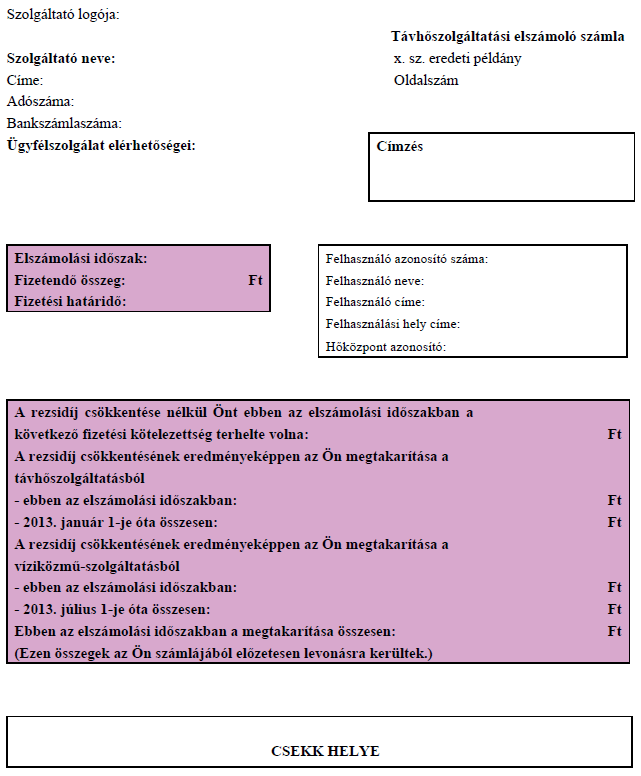 Szolgáltató logója:
Távhőszolgáltatási elszámoló számla
Szolgáltató neve:
x. sz. eredeti példány
Címe:
Oldalszám
Adószáma:
Bankszámlaszáma:
Ügyfélszolgálat elérhetőségei:
Címzés
Elszámolási időszak:
Fizetendő összeg: Ft
Fizetési határidő:
Felhasználó azonosító száma:
Felhasználó neve:
Felhasználó címe:
Felhasználási hely címe:
Hőközpont azonosító:
A rezsidíj csökkentése nélkül Önt ebben az elszámolási időszakban a
következő fizetési kötelezettség terhelte volna: Ft
A rezsidíj csökkentésének eredményeképpen az Ön megtakarítása a
távhőszolgáltatásból
- ebben az elszámolási időszakban: Ft
- 2013. január 1-je óta összesen: Ft
A rezsidíj csökkentésének eredményeképpen az Ön megtakarítása a
víziközmű-szolgáltatásból
- ebben az elszámolási időszakban: Ft
- 2013. július 1-je óta összesen: Ft
Ebben az elszámolási időszakban a megtakarítása összesen: Ft
(Ezen összegek az Ön számlájából előzetesen levonásra kerültek.)
CSEKK HELYE